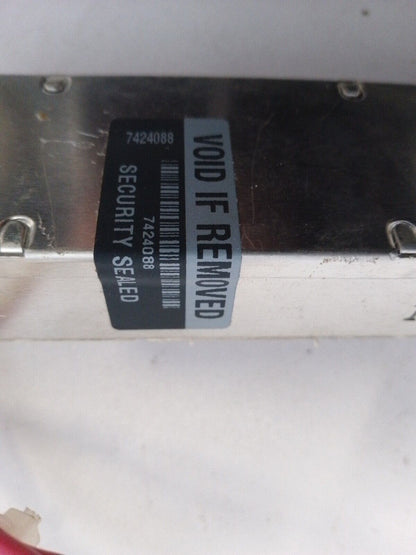 VOID IF REMOVED
7424088
7424088
SECURITY SEALED